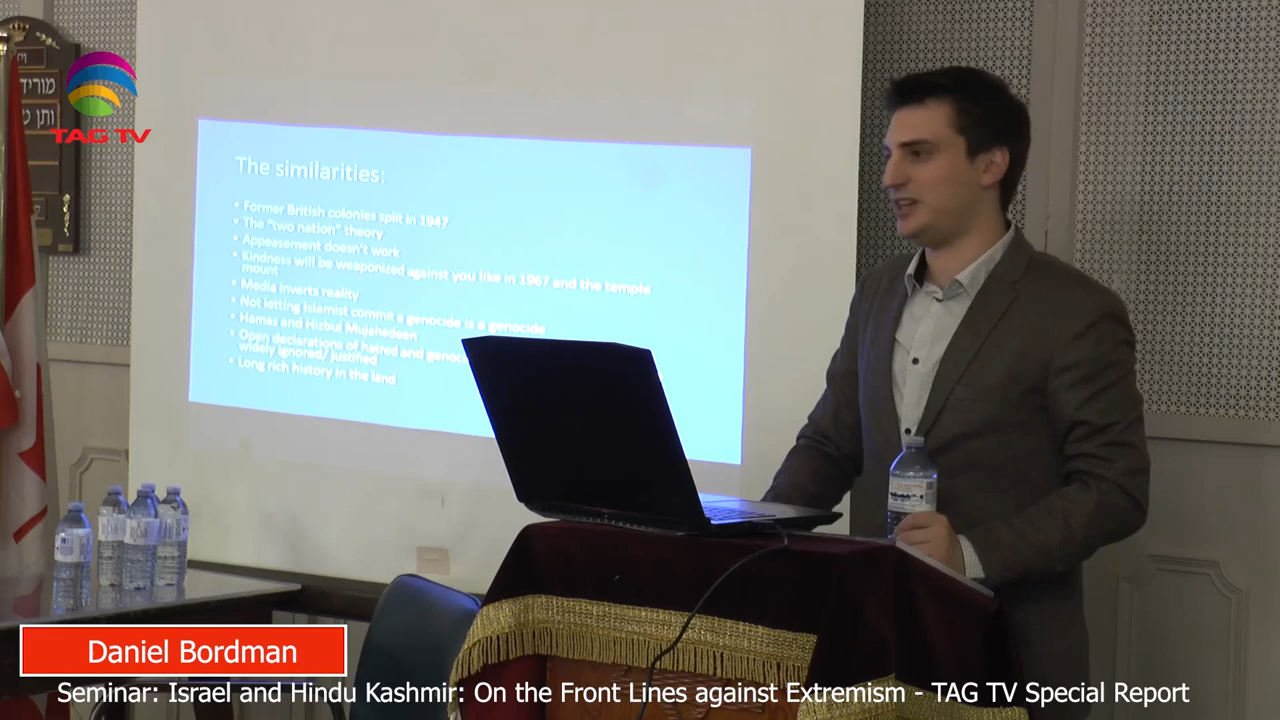 מוריד
ותן ט
TAG TV
The similarities:
• Former British colonies split in 1947
• The "two nation" theory
• Appeasement doesn't work
• Kindness will be weaponized against you like in 1967 and the temple
mount
• Media inverts reality
• Not letting Islamist commit a genocide is a genocide
• Hamas and Hizbul Mujahedeen
• Open declarations of hatred and
widely ignored/ justified
• Long rich history in the land
Daniel Bordman
Seminar: Israel and Hindu Kashmir: On the Front Lines against Extremism - TAG TV Special Report